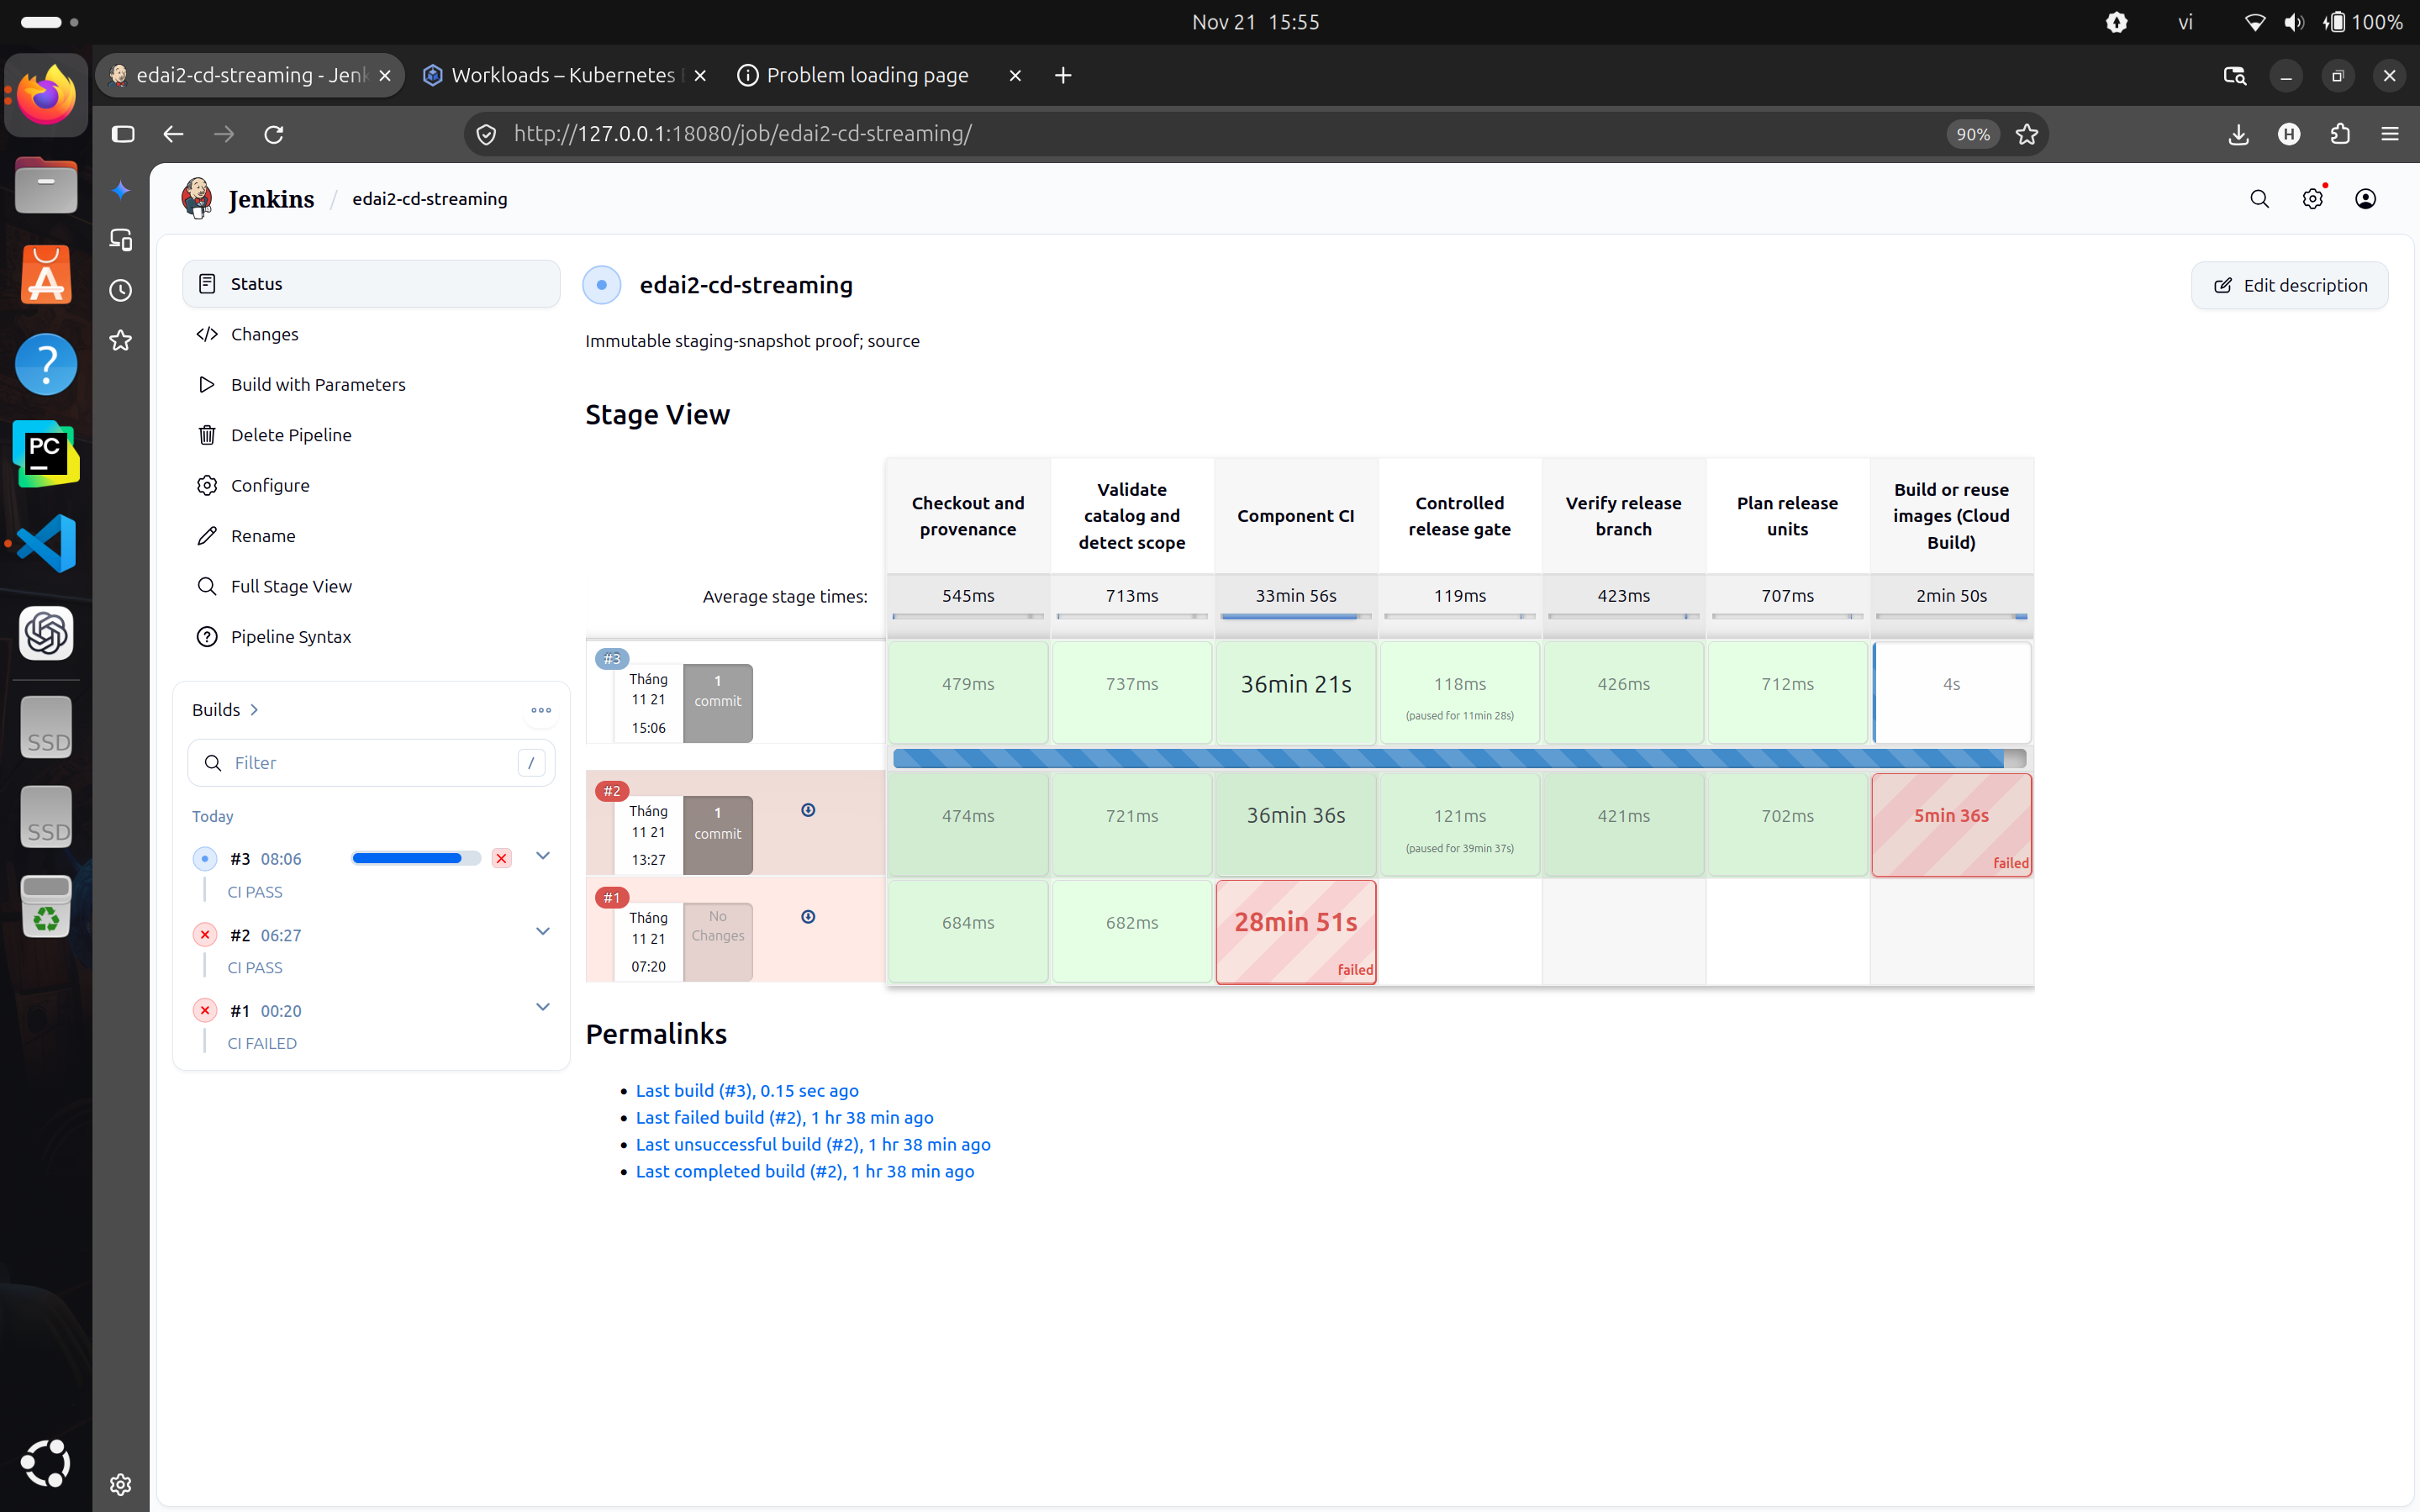 Nov 21 15:55
vi
100%
edai2-cd-streaming - Jenk
Workloads – Kubernetes
Problem loading page
http://127.0.0.1:18080/job/edai2-cd-streaming/
90%
H
Jenkins / edai2-cd-streaming
Status
Changes
Build with Parameters
Delete Pipeline
Configure
Rename
Full Stage View
Pipeline Syntax
Builds
Filter
/
Today
#3 08:06
CI PASS
#2 06:27
CI PASS
#1 00:20
CI FAILED
edai2-cd-streaming
Edit description
Immutable staging-snapshot proof; source
Stage View
Checkout and provenance
Validate catalog and detect scope
Component CI
Controlled release gate
Verify release branch
Plan release units
Build or reuse images (Cloud Build)
Average stage times:
545ms
713ms
33min 56s
119ms
423ms
707ms
2min 50s
#3
Tháng 11 21
15:06
1 commit
479ms
737ms
36min 21s
118ms
(paused for 11min 28s)
426ms
712ms
4s
#2
Tháng 11 21
13:27
1 commit
474ms
721ms
36min 36s
121ms
(paused for 39min 37s)
421ms
702ms
5min 36s
failed
#1
Tháng 11 21
07:20
No Changes
684ms
682ms
28min 51s
failed
Permalinks
Last build (#3), 0.15 sec ago
Last failed build (#2), 1 hr 38 min ago
Last unsuccessful build (#2), 1 hr 38 min ago
Last completed build (#2), 1 hr 38 min ago
PC
SSD
SSD